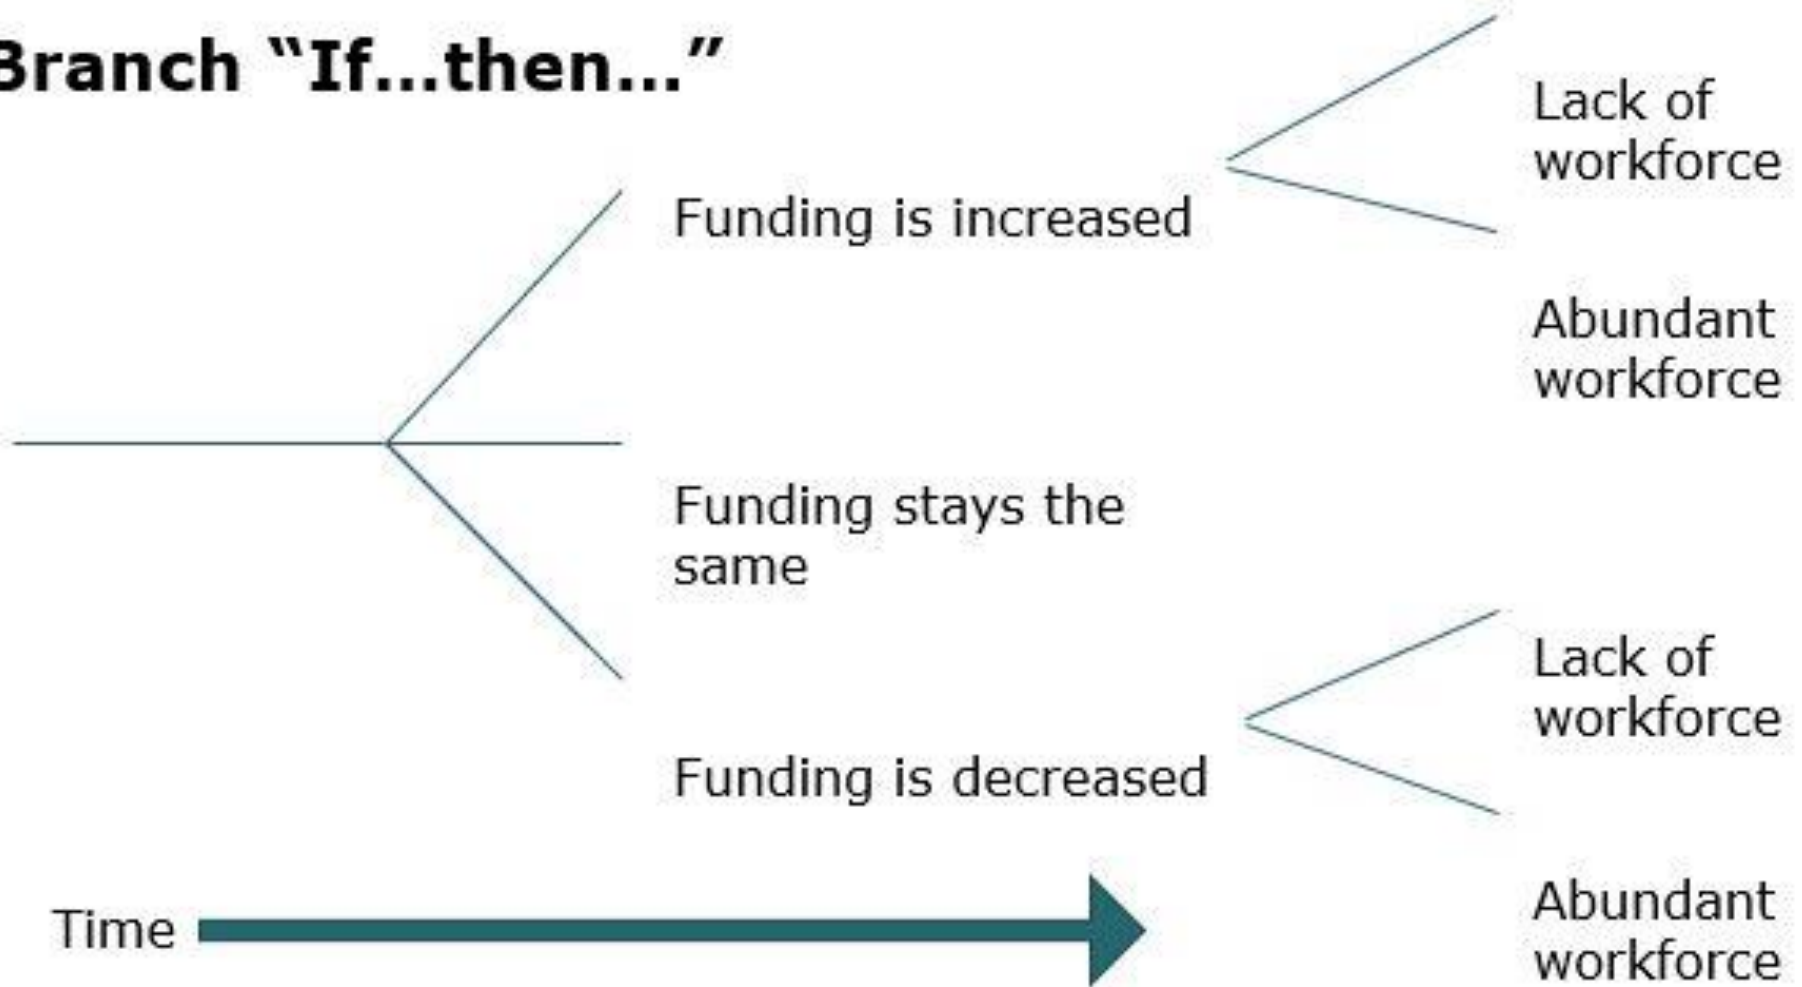 Branch “If...then...”
Lack of
workforce
Funding is increased
Abundant
workforce
Funding stays the
same
Lack of
workforce
Funding is decreased
Abundant
workforce
Time